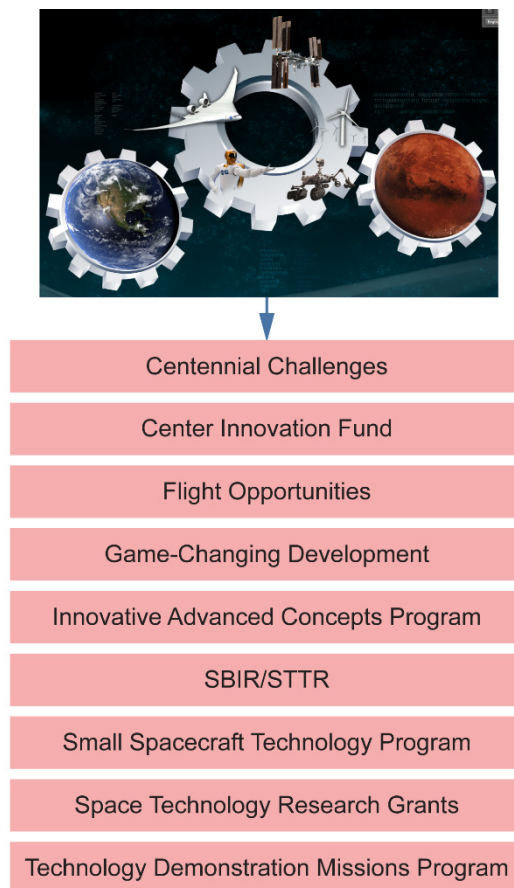 Centennial Challenges
Center Innovation Fund
Flight Opportunities
Game-Changing Development
Innovative Advanced Concepts Program
SBIR/STTR
Small Spacecraft Technology Program
Space Technology Research Grants
Technology Demonstration Missions Program